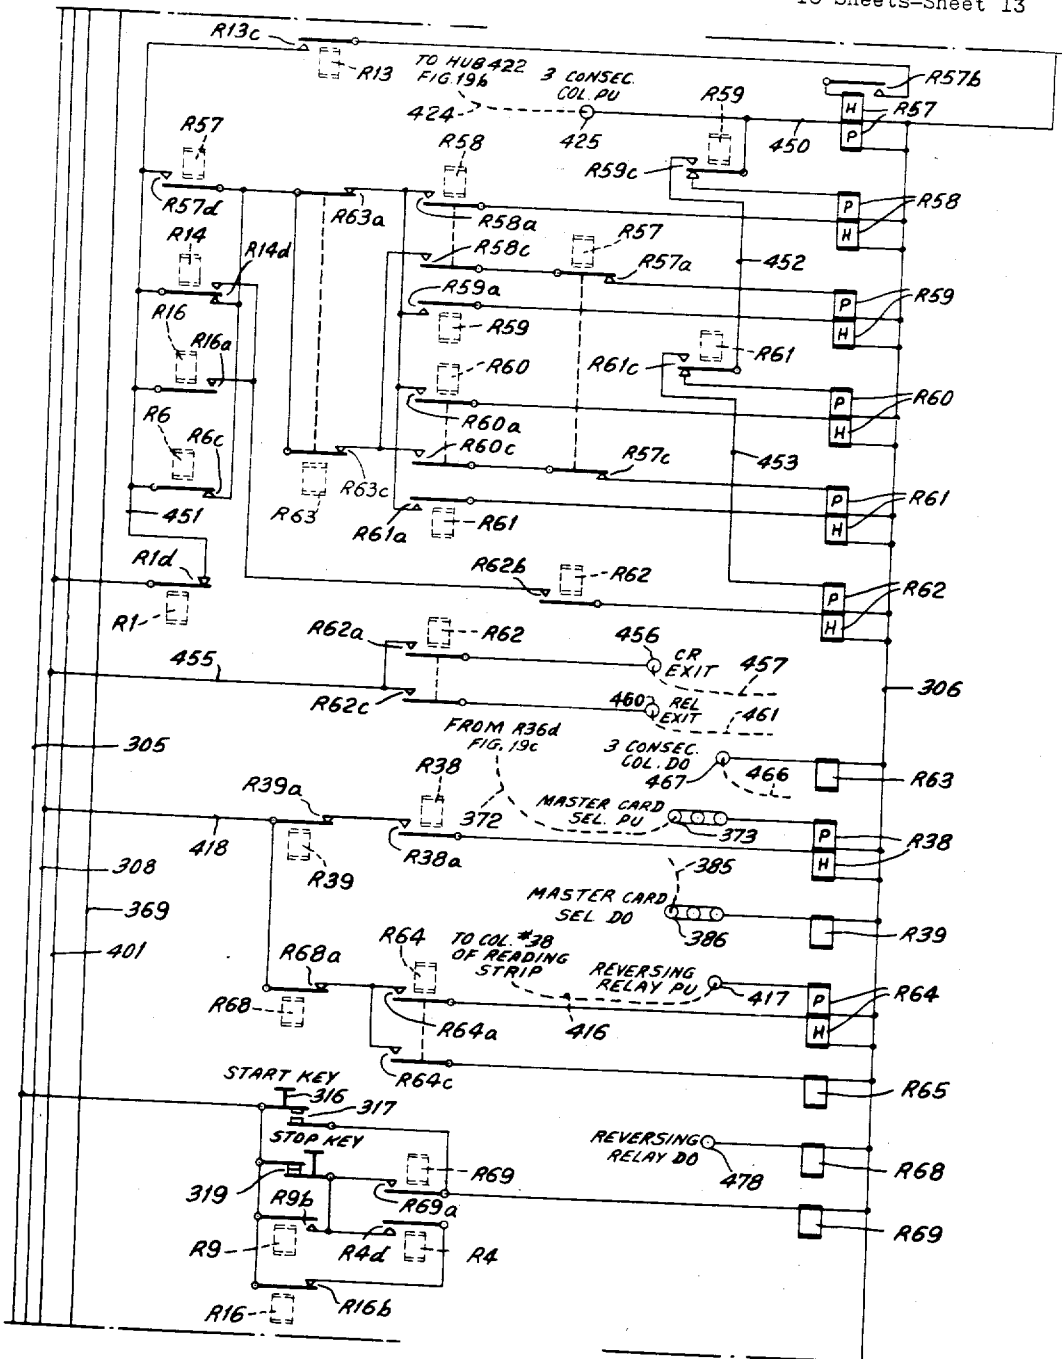 Sheets-Sheet 13
R13c
R13
TO HUB 422
FIG. 19b
3 CONSEC.
COL. PU
R59
R57b
H
R57
P
424
425
450
R57
R58
R59c
R57d
R63a
R58a
P
R58
H
R14
R14d
R58c
R57
R57a
452
R59a
P
R59
H
R16
R16a
R59
R61c
R61
R60
P
R60
H
R6
R6c
R60a
R60c
R57c
453
R63c
R63
R61a
R61
P
R61
H
451
R1d
R62b
R62
P
R62
H
R1
R62a
R62
456
CR
EXIT
457
455
R62c
460
REL
EXIT
461
306
FROM R36d
FIG. 19c
3 CONSEC.
COL. DO
467
466
R63
305
R39a
R38
372
MASTER CARD
SEL. PU
373
P
R38
H
418
R38a
R39
385
308
MASTER CARD
SEL. DO
386
R39
369
401
R68a
R64
TO COL. #38
OF READING
STRIP
REVERSING
RELAY PU
417
P
R64
H
R68
R64a
416
R64c
R65
START KEY
316
317
STOP KEY
REVERSING
RELAY DO
478
R68
319
R69
R69a
R9b
R69
R9
R4d
R4
R16
R16b